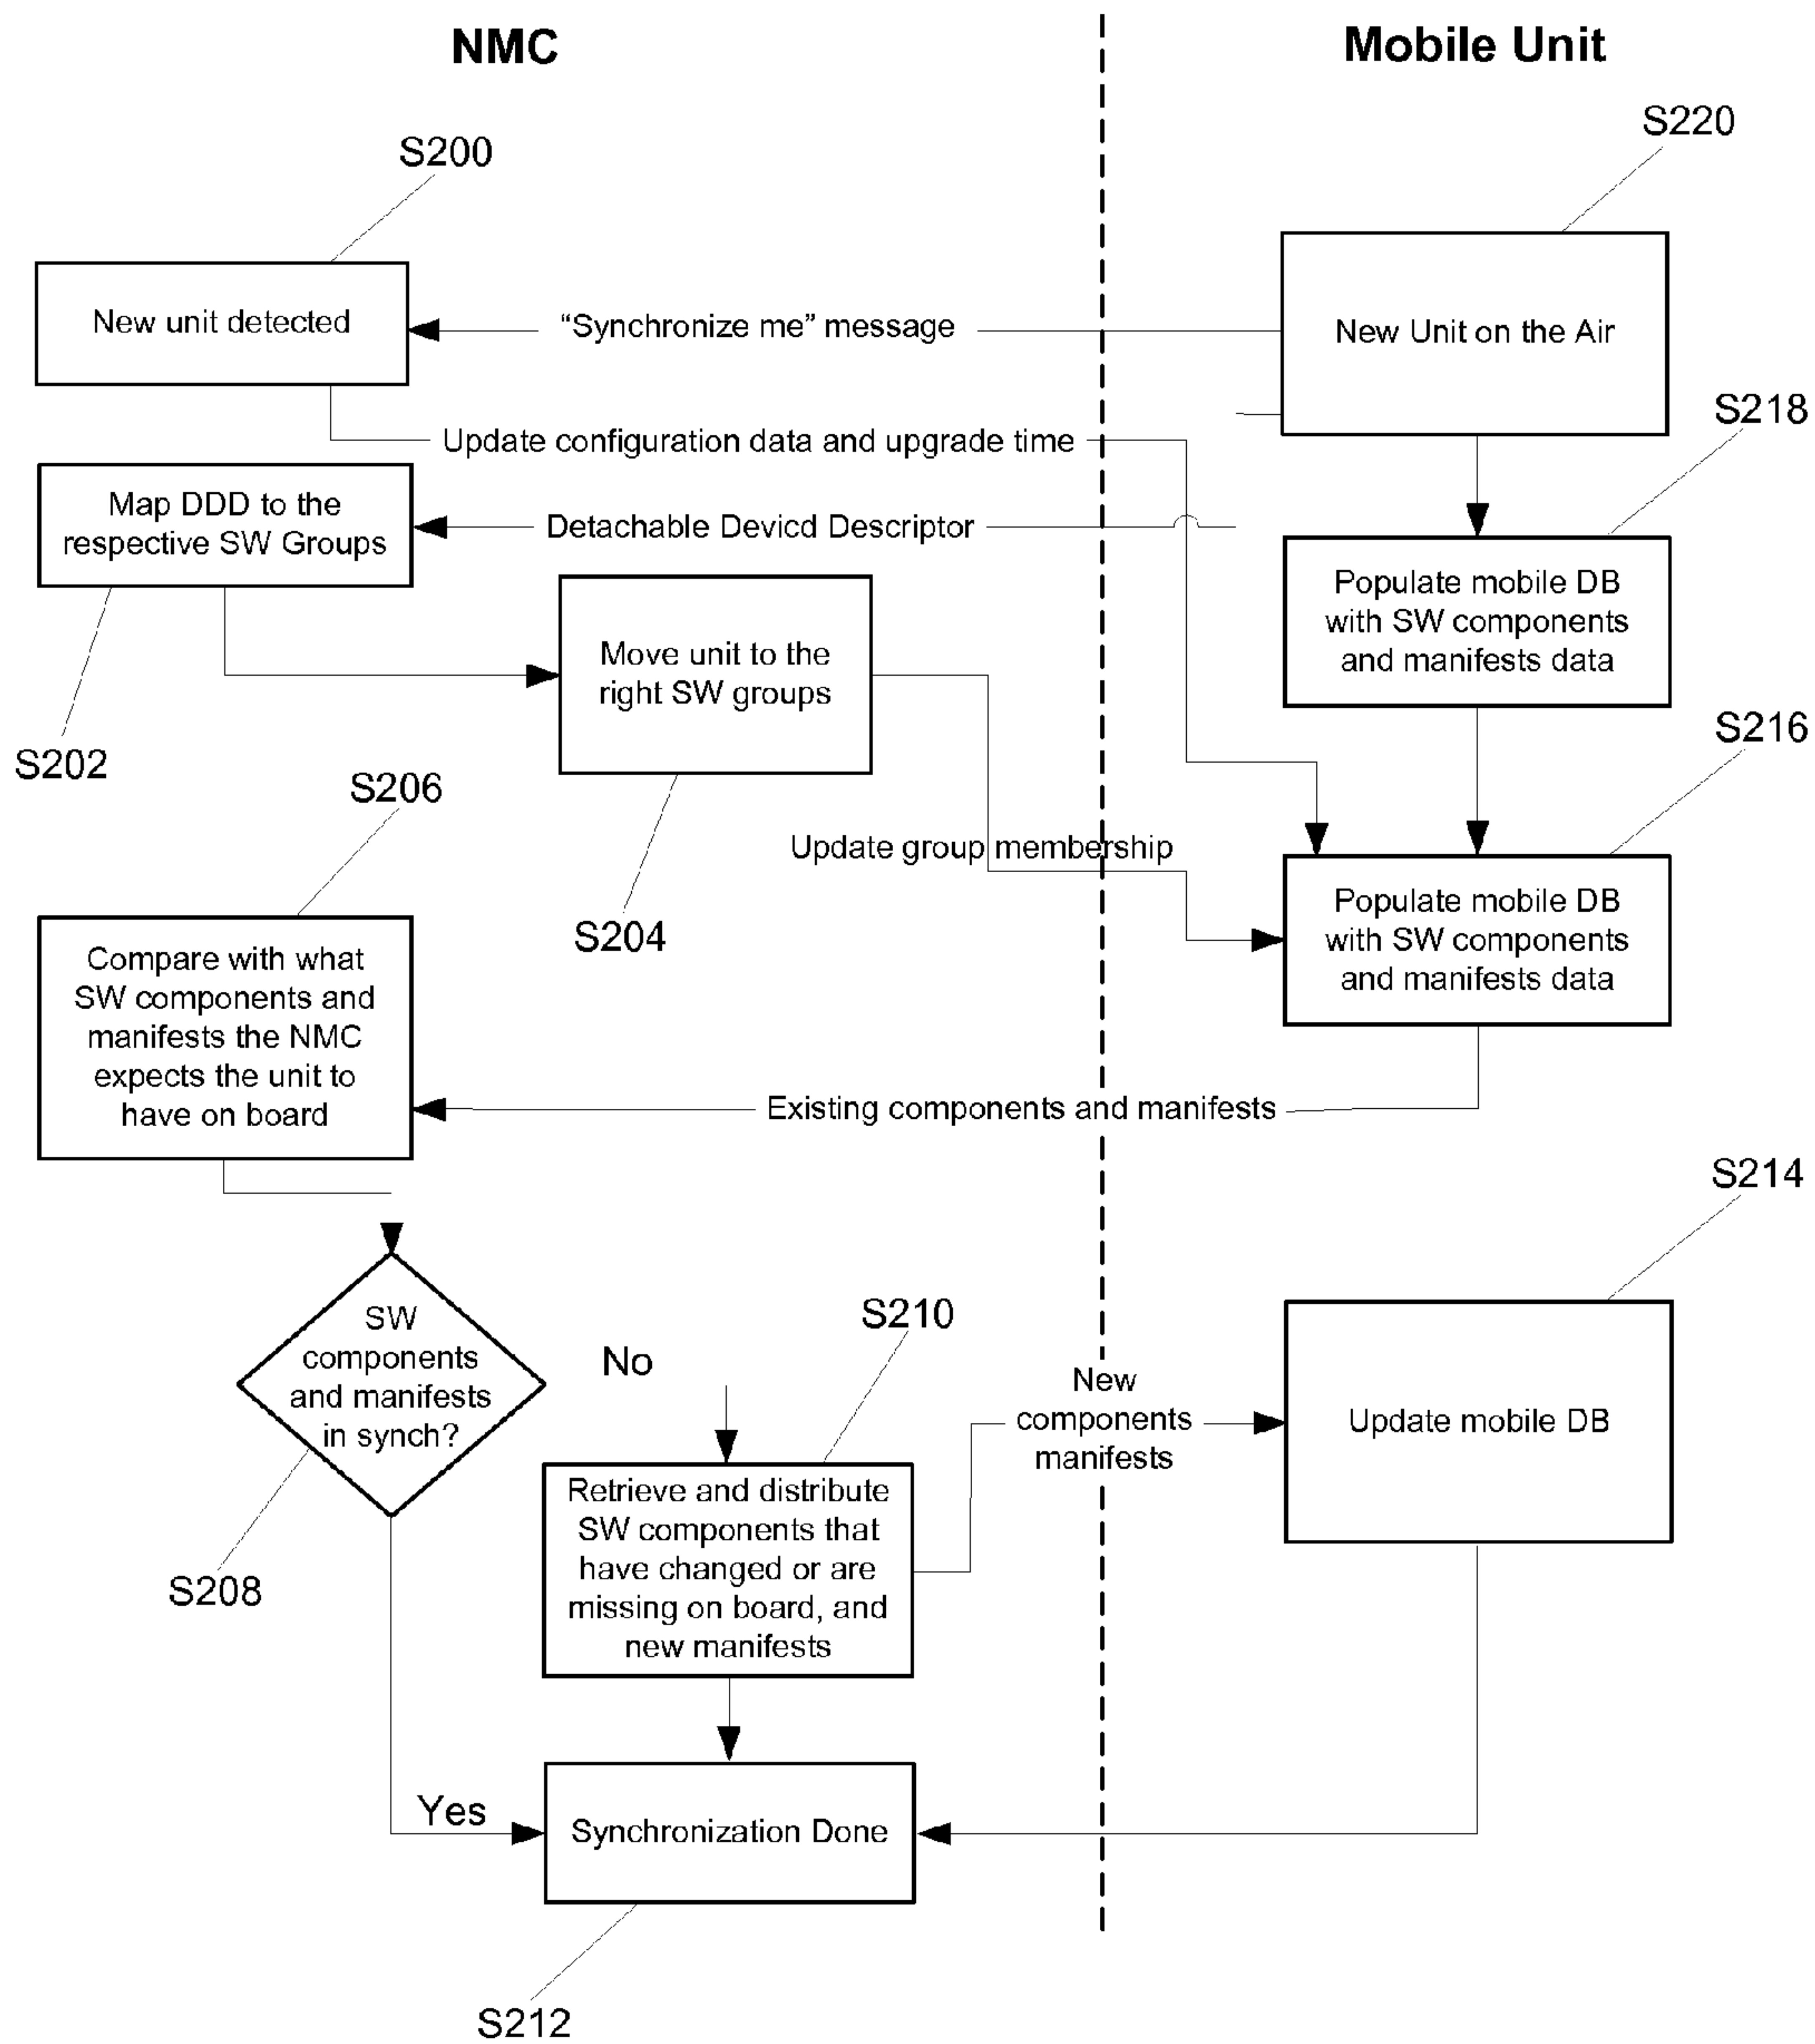 NMC
Mobile Unit
S220
S200
New unit detected
“Synchronize me” message
New Unit on the Air
S218
Update configuration data and upgrade time
Map DDD to the
respective SW Groups
Detachable Devicd Descriptor
Populate mobile DB
with SW components
and manifests data
Move unit to the
right SW groups
S202
S216
S206
Update group membership
S204
Populate mobile DB
with SW components
and manifests data
Compare with what
SW components and
manifests the NMC
expects the unit to
have on board
Existing components and manifests
S214
SW
components
and manifests
in synch?
No
S210
New
components
manifests
Update mobile DB
Retrieve and distribute
SW components that
have changed or are
missing on board, and
new manifests
S208
Yes
Synchronization Done
S212